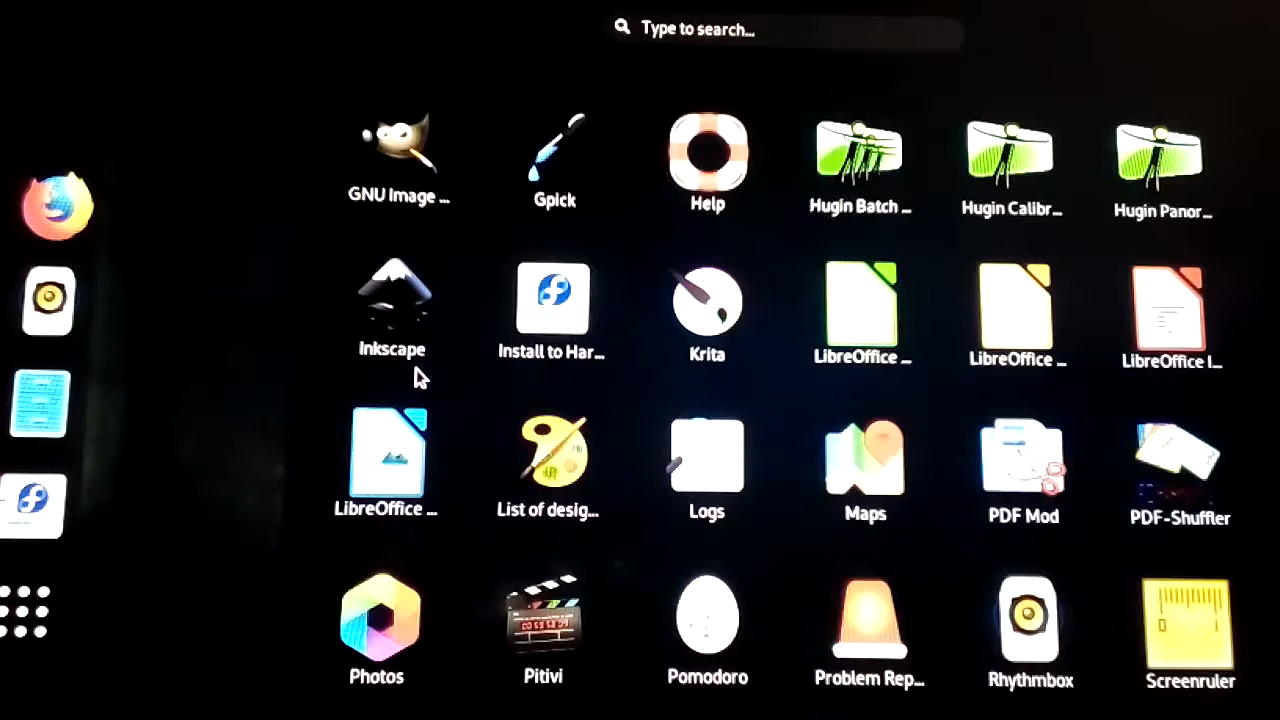 Type to search...
GNU Image ...
Gpick
Help
Hugin Batch ...
Hugin Calibr...
Hugin Panor...
Inkscape
Install to Har...
Krita
LibreOffice ...
LibreOffice ...
LibreOffice I...
LibreOffice ...
List of desig...
Logs
Maps
PDF Mod
PDF-Shuffler
Photos
Pitivi
Pomodoro
Problem Rep...
Rhythmbox
Screenruler